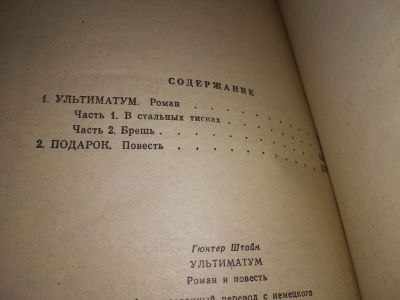 СОДЕРЖАНИЕ
1. УЛЬТИМАТУМ. Роман . . . . . . .
Часть 1. В стальных тисках . . . . .
Часть 2. Брешь . . . . . . . .
2. ПОДАРОК. Повесть . . . . . . .
Гюнтер Штайн
УЛЬТИМАТУМ
Роман и повесть
перевод с немецкого